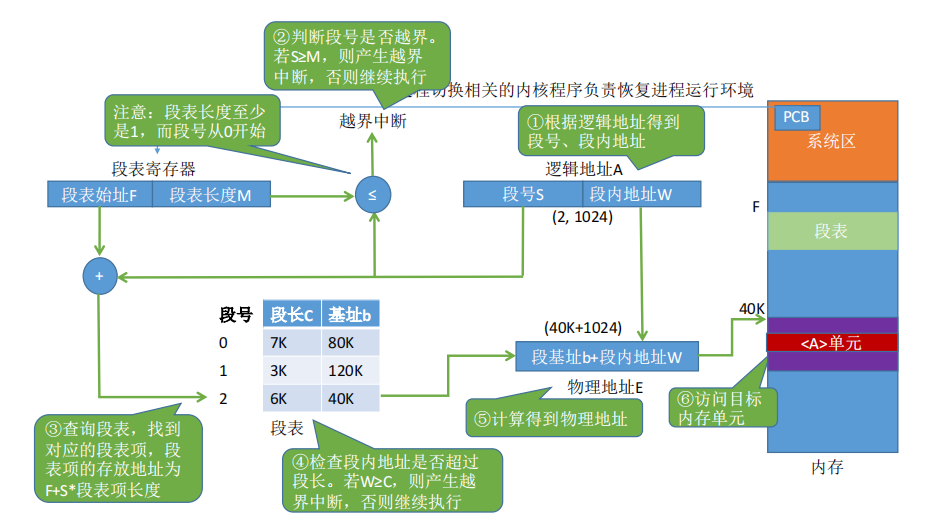 ②判断段号是否越界。
若S≥M，则产生越界
中断，否则继续执行
程切换相关的内核程序负责恢复进程运行环境
注意：段表长度至少
是1，而段号从0开始
越界中断
①根据逻辑地址得到
段号、段内地址
PCB
系统区
段表寄存器
逻辑地址A
段表始址F
段表长度M
≤
段号S
段内地址W
(2, 1024)
F
段表
+
段号
段长C
基址b
0
7K
80K
1
3K
120K
2
6K
40K
段表
(40K+1024)
段基址b+段内地址W
物理地址E
40K
<A>单元
③查询段表，找到
对应的段表项，段
表项的存放地址为
F+S*段表项长度
④检查段内地址是否超过
段长。若W≥C，则产生越
界中断，否则继续执行
⑤计算得到物理地址
⑥访问目标
内存单元
内存